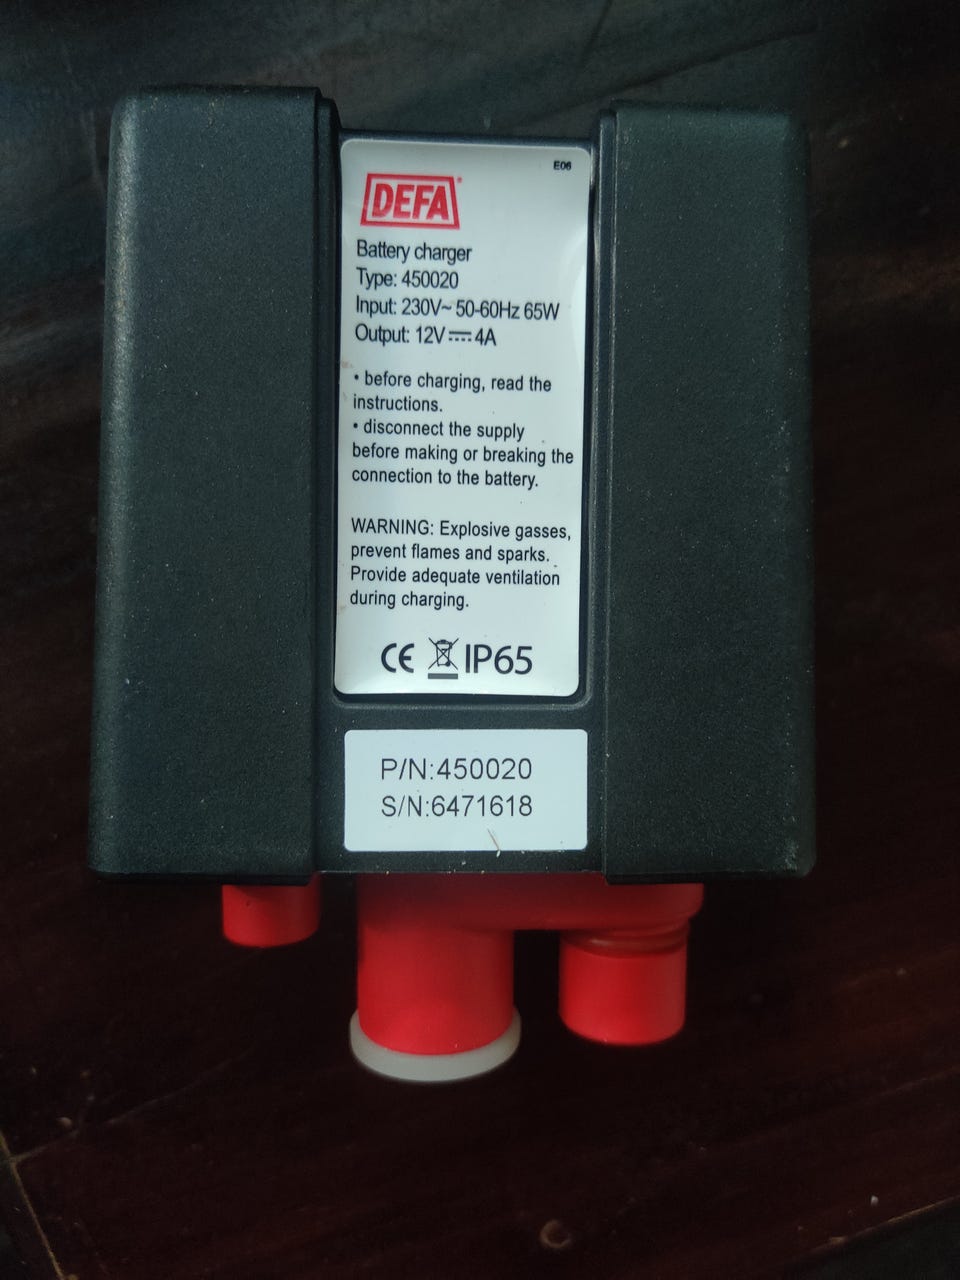 E06
DEFA
Battery charger
Type: 450020
Input: 230V~ 50-60Hz 65W
Output: 12V⎓4A
• before charging, read the
instructions.
• disconnect the supply
before making or breaking the
connection to the battery.
WARNING: Explosive gasses,
prevent flames and sparks.
Provide adequate ventilation
during charging.
CE IP65
P/N:450020
S/N:6471618